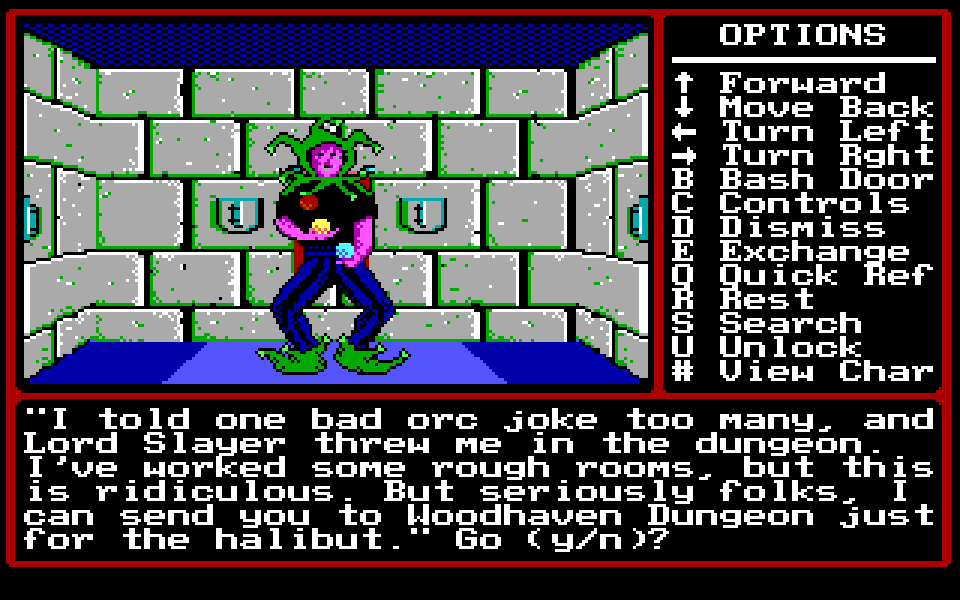 OPTIONS
↑ Forward
↓ Move Back
← Turn Left
→ Turn Rght
B Bash Door
C Controls
D Dismiss
E Exchange
Q Quick Ref
R Rest
S Search
U Unlock
# View Char
"I told one bad orc joke too many, and
Lord Slayer threw me in the dungeon.
I've worked some rough rooms, but this
is ridiculous. But seriously folks, I
can send you to Woodhaven Dungeon just
for the halibut." Go (y/n)?